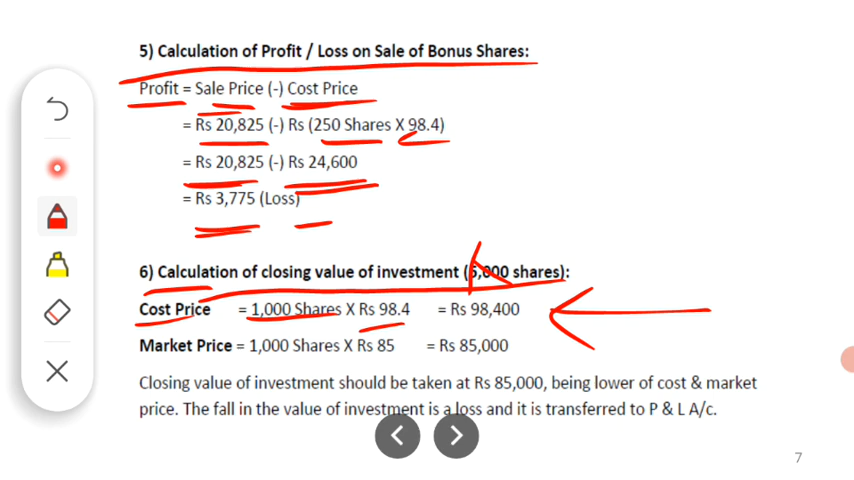 5) Calculation of Profit / Loss on Sale of Bonus Shares:
Profit = Sale Price (-) Cost Price
= Rs 20,825 (-) Rs (250 Shares X 98.4)
= Rs 20,825 (-) Rs 24,600
= Rs 3,775 (Loss)
6) Calculation of closing value of investment (5,000 shares):
Cost Price = 1,000 Shares X Rs 98.4 = Rs 98,400
Market Price = 1,000 Shares X Rs 85 = Rs 85,000
Closing value of investment should be taken at Rs 85,000, being lower of cost & market
price. The fall in the value of investment is a loss and it is transferred to P & L A/c.
7